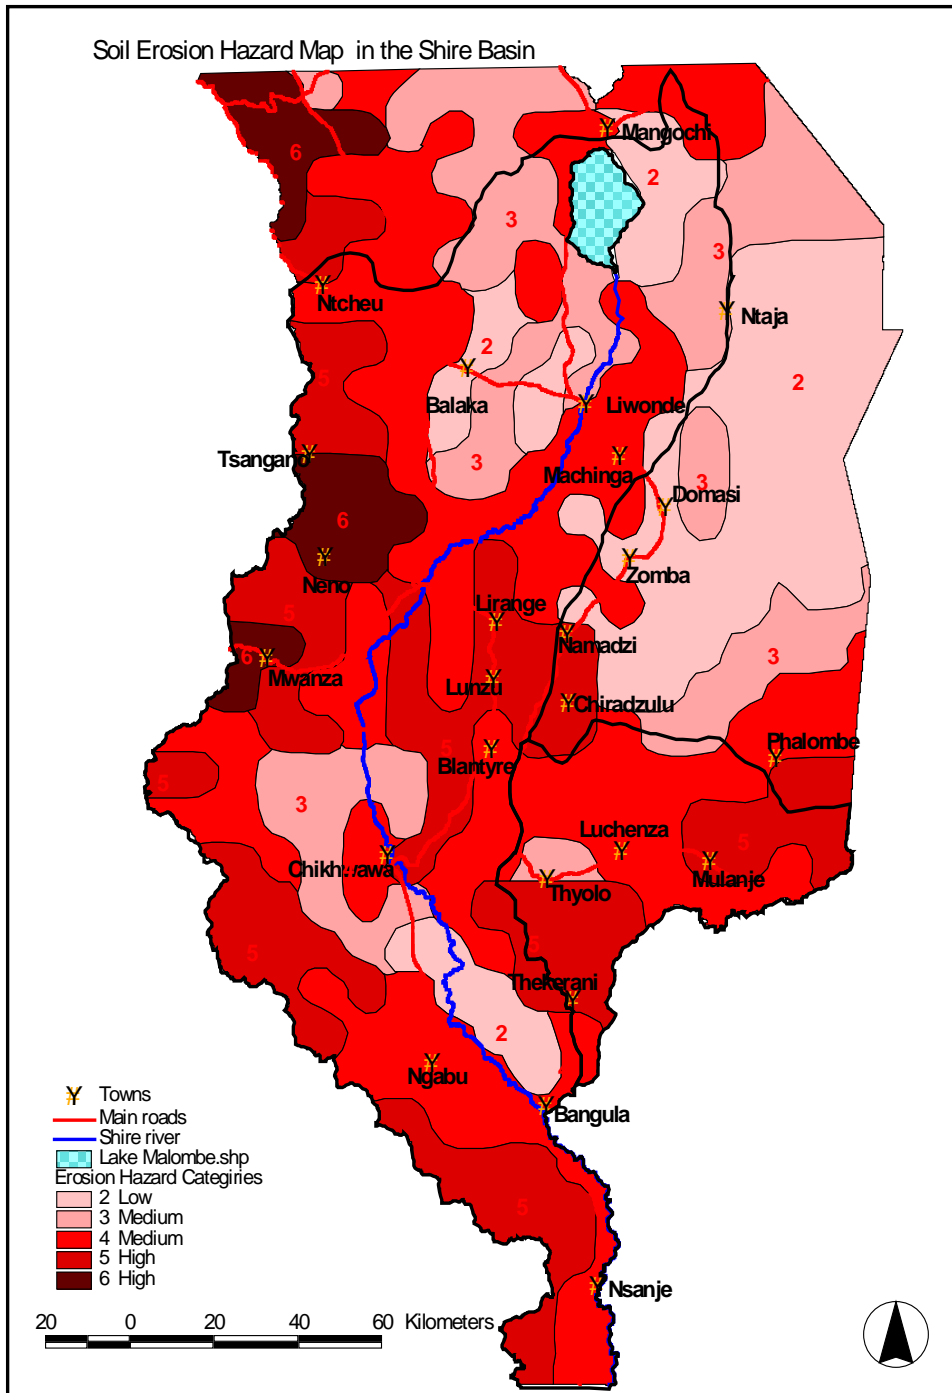 Soil Erosion Hazard Map in the Shire Basin
Mangochi
6
2
3
3
Ntcheu
Ntaja
2
5
2
Balaka
Liwonde
Tsangano
Machinga
3
3
Domasi
6
Neno
Zomba
5
Lirange
Namadzi
6
Mwanza
3
Lunzu
Chiradzulu
5
Blantyre
Phalombe
5
3
Luchenza
5
Chikhwawa
Thyolo
Mulanje
5
5
Thekerani
2
Ngabu
Bangula
5
Nsanje
Towns
Main roads
Shire river
Lake Malombe.shp
Erosion Hazard Categiries
2 Low
3 Medium
4 Medium
5 High
6 High
20 0 20 40 60 Kilometers